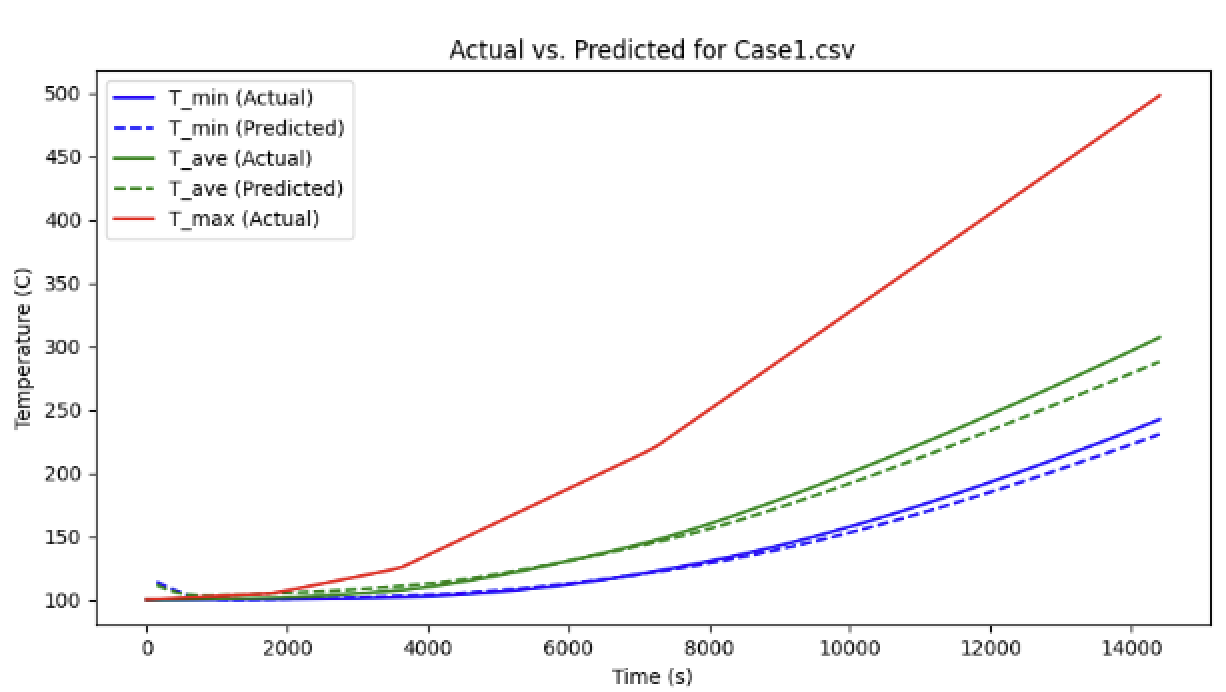 Actual vs. Predicted for Case1.csv
T_min (Actual)
T_min (Predicted)
T_ave (Actual)
T_ave (Predicted)
T_max (Actual)
Temperature (C)
500
450
400
350
300
250
200
150
100
0 2000 4000 6000 8000 10000 12000 14000
Time (s)